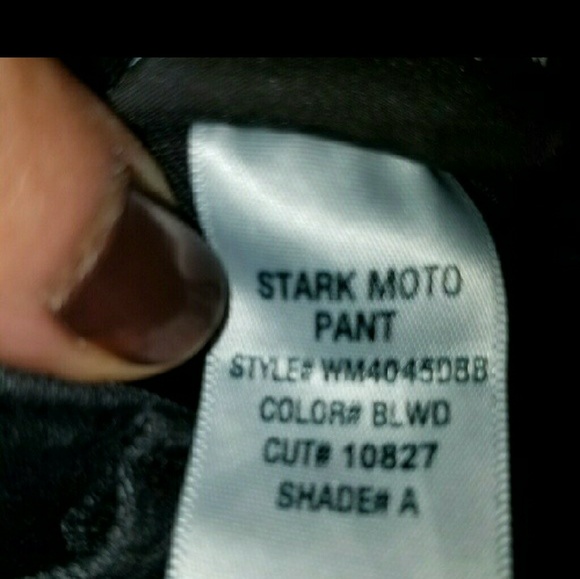 STARK MOTO
PANT
STYLE# WM4045DBB
COLOR# BLWD
CUT# 10827
SHADE# A